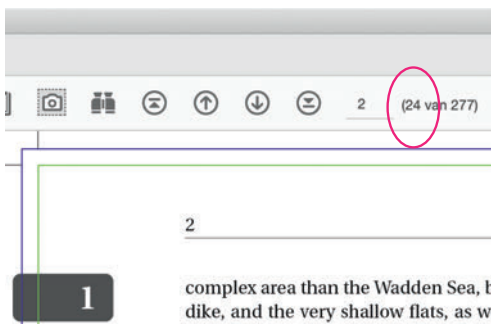 2 (24 van 277)
2
1
complex area than the Wadden Sea, b
dike, and the very shallow flats, as w